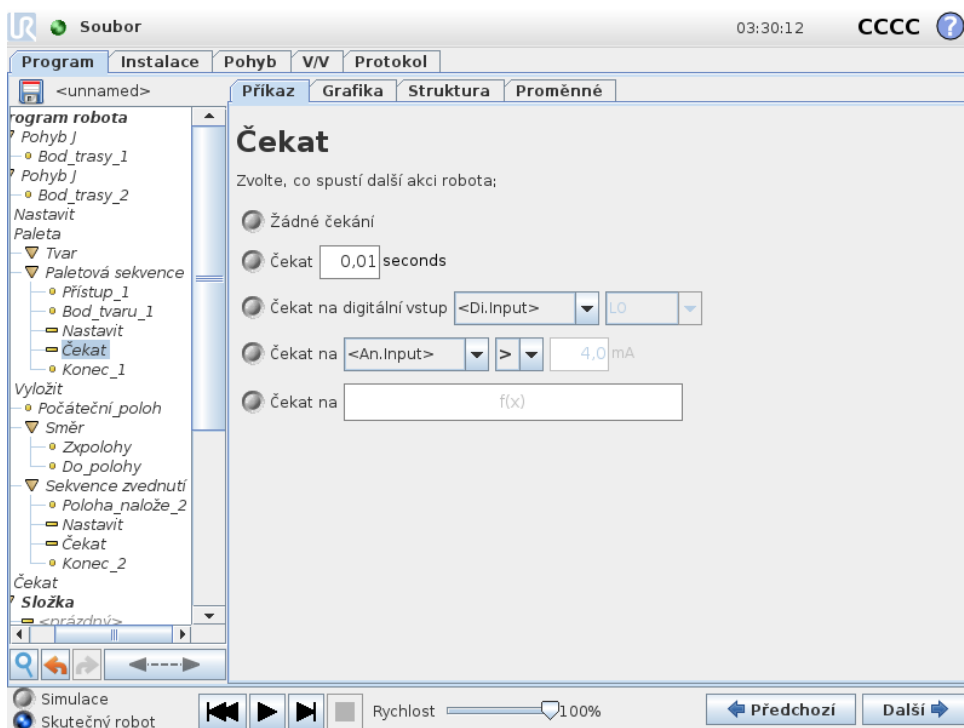 Soubor 03:30:12 CCCC ?
Program Instalace Pohyb V/V Protokol
<unnamed> Příkaz Grafika Struktura Proměnné
rogram robota
Pohyb J
Bod_trasy_1
Pohyb J
Bod_trasy_2
Nastavit
Paleta
Tvar
Paletová sekvence
Přístup_1
Bod_tvaru_1
Nastavit
Čekat
Konec_1
Vyložit
Počáteční_poloh
Směr
Zxpolohy
Do_polohy
Sekvence zvednutí
Poloha_nalože_2
Nastavit
Čekat
Konec_2
Čekat
Složka
<prázdný>
Čekat
Zvolte, co spustí další akci robota;
Žádné čekání
Čekat 0,01 seconds
Čekat na digitální vstup <Di.Input> LO
Čekat na <An.Input> > 4,0 mA
Čekat na f(x)
Simulace
Skutečný robot
Rychlost 100%
Předchozí Další